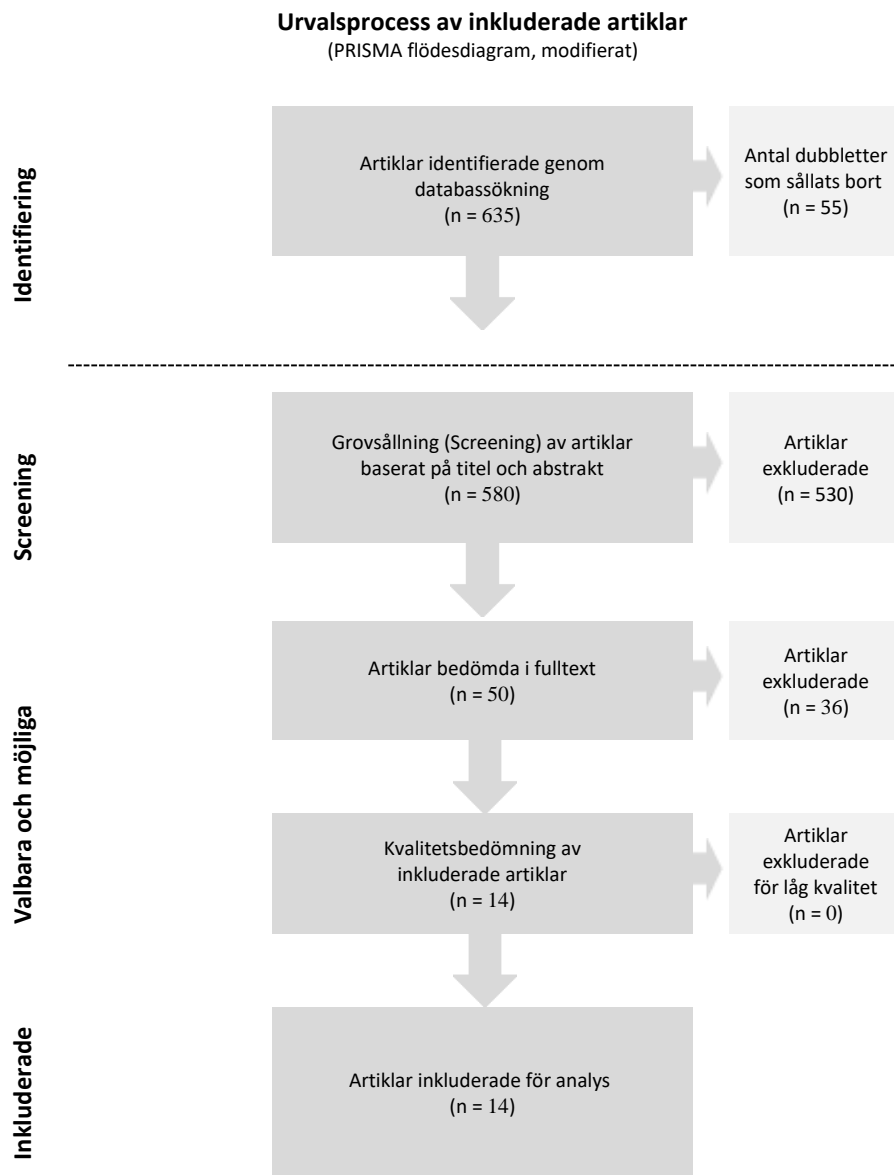 Urvalsprocess av inkluderade artiklar
(PRISMA flödesdiagram, modifierat)
Identifiering
Artiklar identifierade genom
databassökning
(n = 635)
Antal dubbletter
som sållats bort
(n = 55)
Screening
Grovsållning (Screening) av artiklar
baserat på titel och abstrakt
(n = 580)
Artiklar
exkluderade
(n = 530)
Valbara och möjliga
Artiklar bedömda i fulltext
(n = 50)
Artiklar
exkluderade
(n = 36)
Kvalitetsbedömning av
inkluderade artiklar
(n = 14)
Artiklar
exkluderade
för låg kvalitet
(n = 0)
Inkluderade
Artiklar inkluderade för analys
(n = 14)